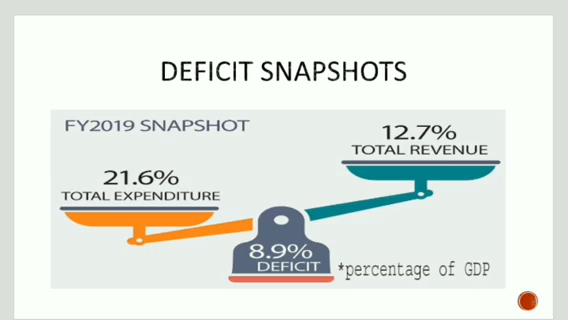 DEFICIT SNAPSHOTS
FY2019 SNAPSHOT
12.7%
TOTAL REVENUE
21.6%
TOTAL EXPENDITURE
8.9%
DEFICIT
*percentage of GDP